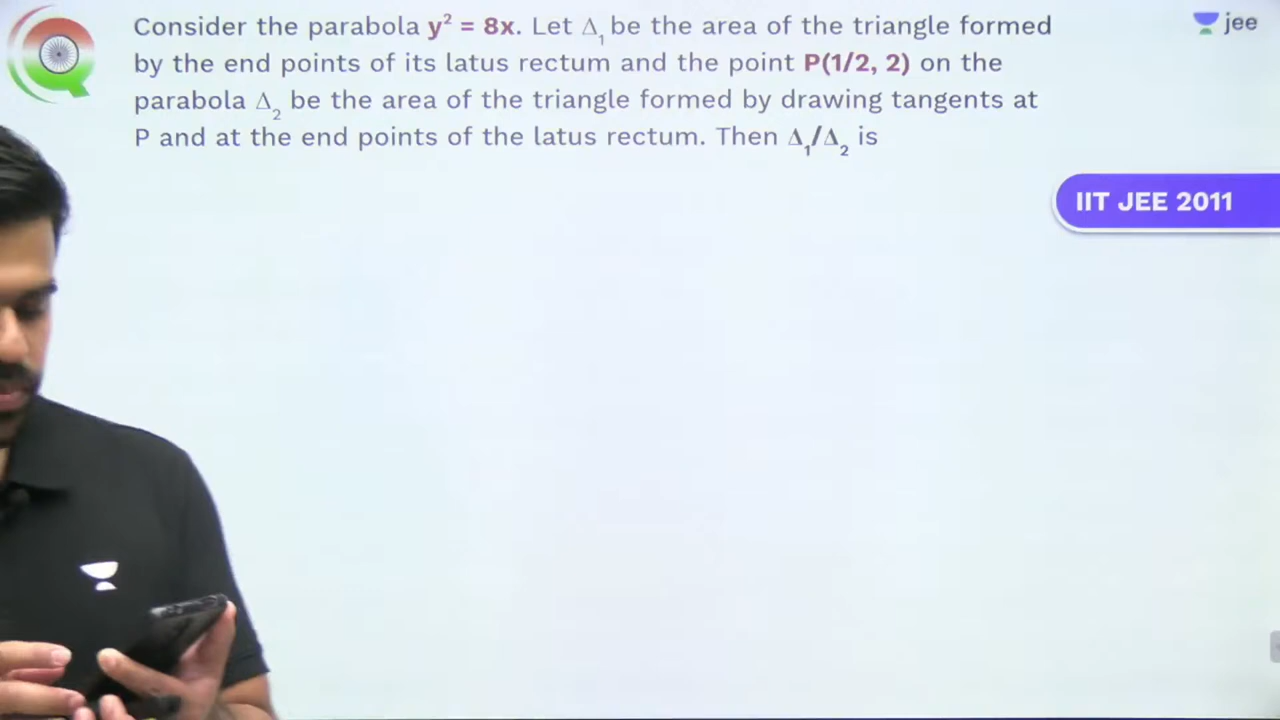 Consider the parabola y² = 8x. Let Δ₁ be the area of the triangle formed
by the end points of its latus rectum and the point P(1/2, 2) on the
parabola Δ₂ be the area of the triangle formed by drawing tangents at
P and at the end points of the latus rectum. Then Δ₁/Δ₂ is
jee
IIT JEE 2011